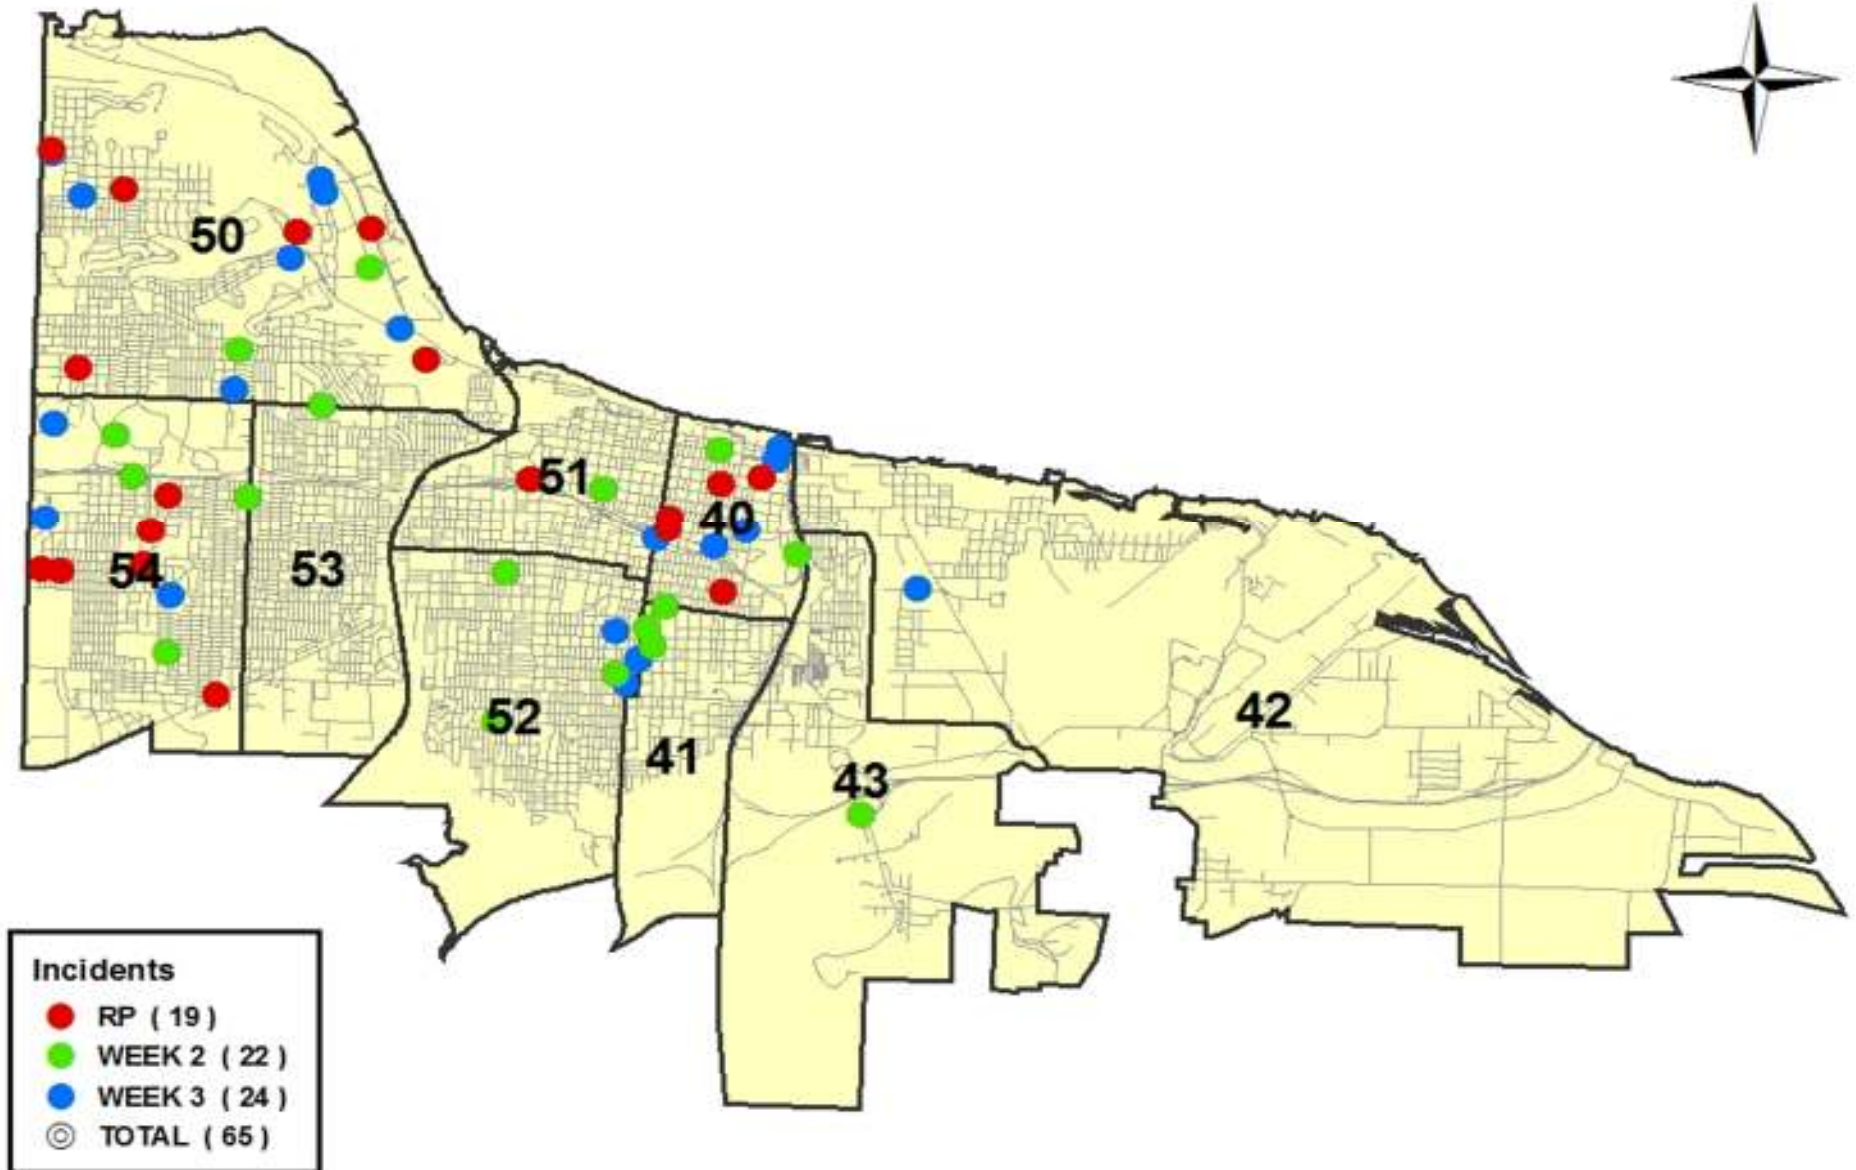 50
51
40
54
53
42
52
41
43
Incidents
RP ( 19 )
WEEK 2 ( 22 )
WEEK 3 ( 24 )
TOTAL ( 65 )